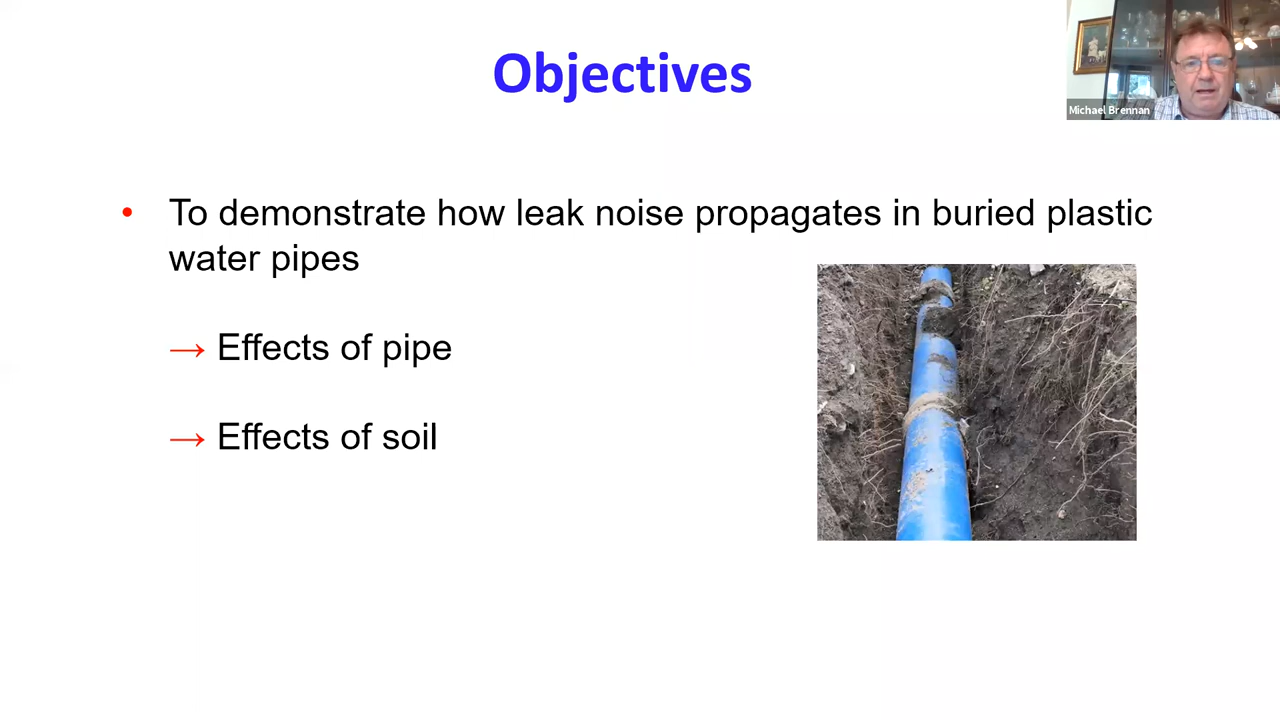 Objectives
Michael Brennan
• To demonstrate how leak noise propagates in buried plastic
water pipes
→ Effects of pipe
→ Effects of soil